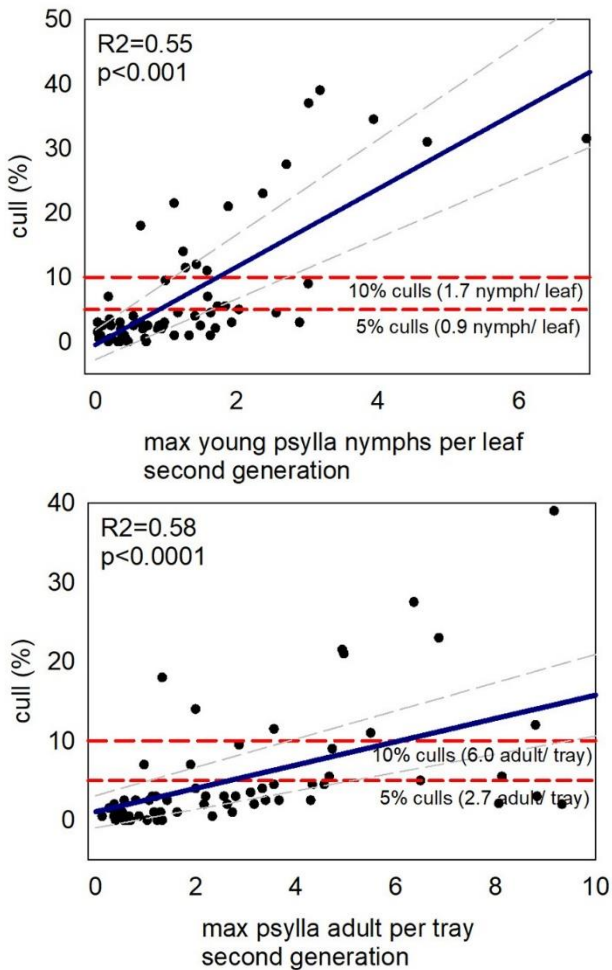 R2=0.55
p<0.001
50
40
30
20
10
0
cull (%)
10% culls (1.7 nymph/ leaf)
5% culls (0.9 nymph/ leaf)
0 2 4 6
max young psylla nymphs per leaf
second generation
R2=0.58
p<0.0001
40
30
20
10
0
cull (%)
10% culls (6.0 adult/ tray)
5% culls (2.7 adult/ tray)
0 2 4 6 8 10
max psylla adult per tray
second generation